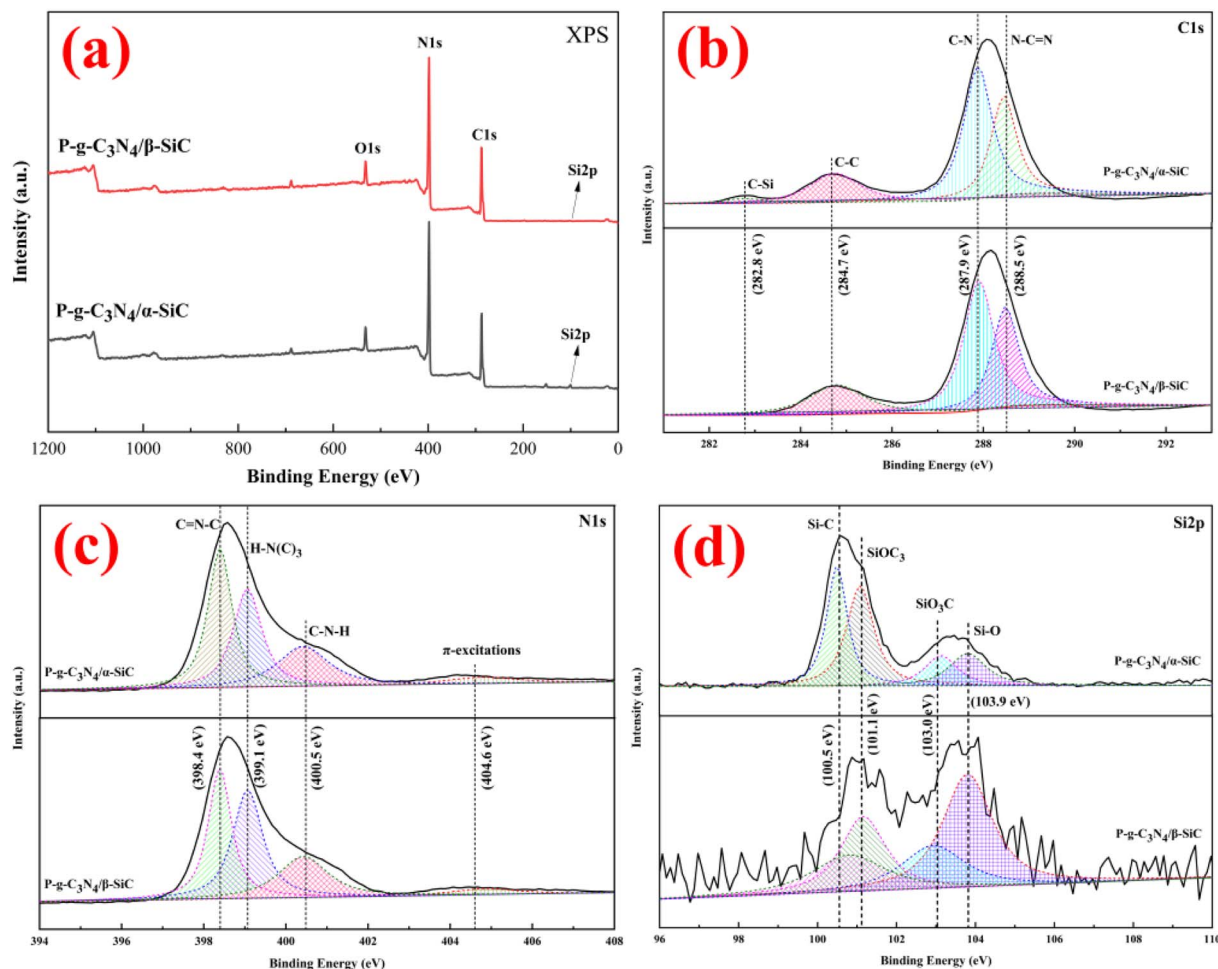 (a)
XPS
N1s
P-g-C₃N₄/β-SiC
O1s
C1s
Si2p
P-g-C₃N₄/α-SiC
Si2p
Intensity (a.u.)
1200 1000 800 600 400 200 0
Binding Energy (eV)
(b)
C1s
C-N
N-C=N
C-C
C-Si
P-g-C₃N₄/α-SiC
(282.8 eV)
(284.7 eV)
(287.9 eV)
(288.5 eV)
P-g-C₃N₄/β-SiC
Intensity (a.u.)
Intensity (a.u.)
282 284 286 288 290 292
Binding Energy (eV)
(c)
N1s
C=N-C
H-N(C)₃
C-N-H
π-excitations
P-g-C₃N₄/α-SiC
(398.4 eV)
(399.1 eV)
(400.5 eV)
(404.6 eV)
P-g-C₃N₄/β-SiC
Intensity (a.u.)
Intensity (a.u.)
394 396 398 400 402 404 406 408
Binding Energy (eV)
(d)
Si2p
Si-C
SiOC₃
SiO₃C
Si-O
P-g-C₃N₄/α-SiC
(100.5 eV)
(101.1 eV)
(103.0 eV)
(103.9 eV)
P-g-C₃N₄/β-SiC
Intensity (a.u.)
Intensity (a.u.)
96 98 100 102 104 106 108 110
Binding Energy (eV)